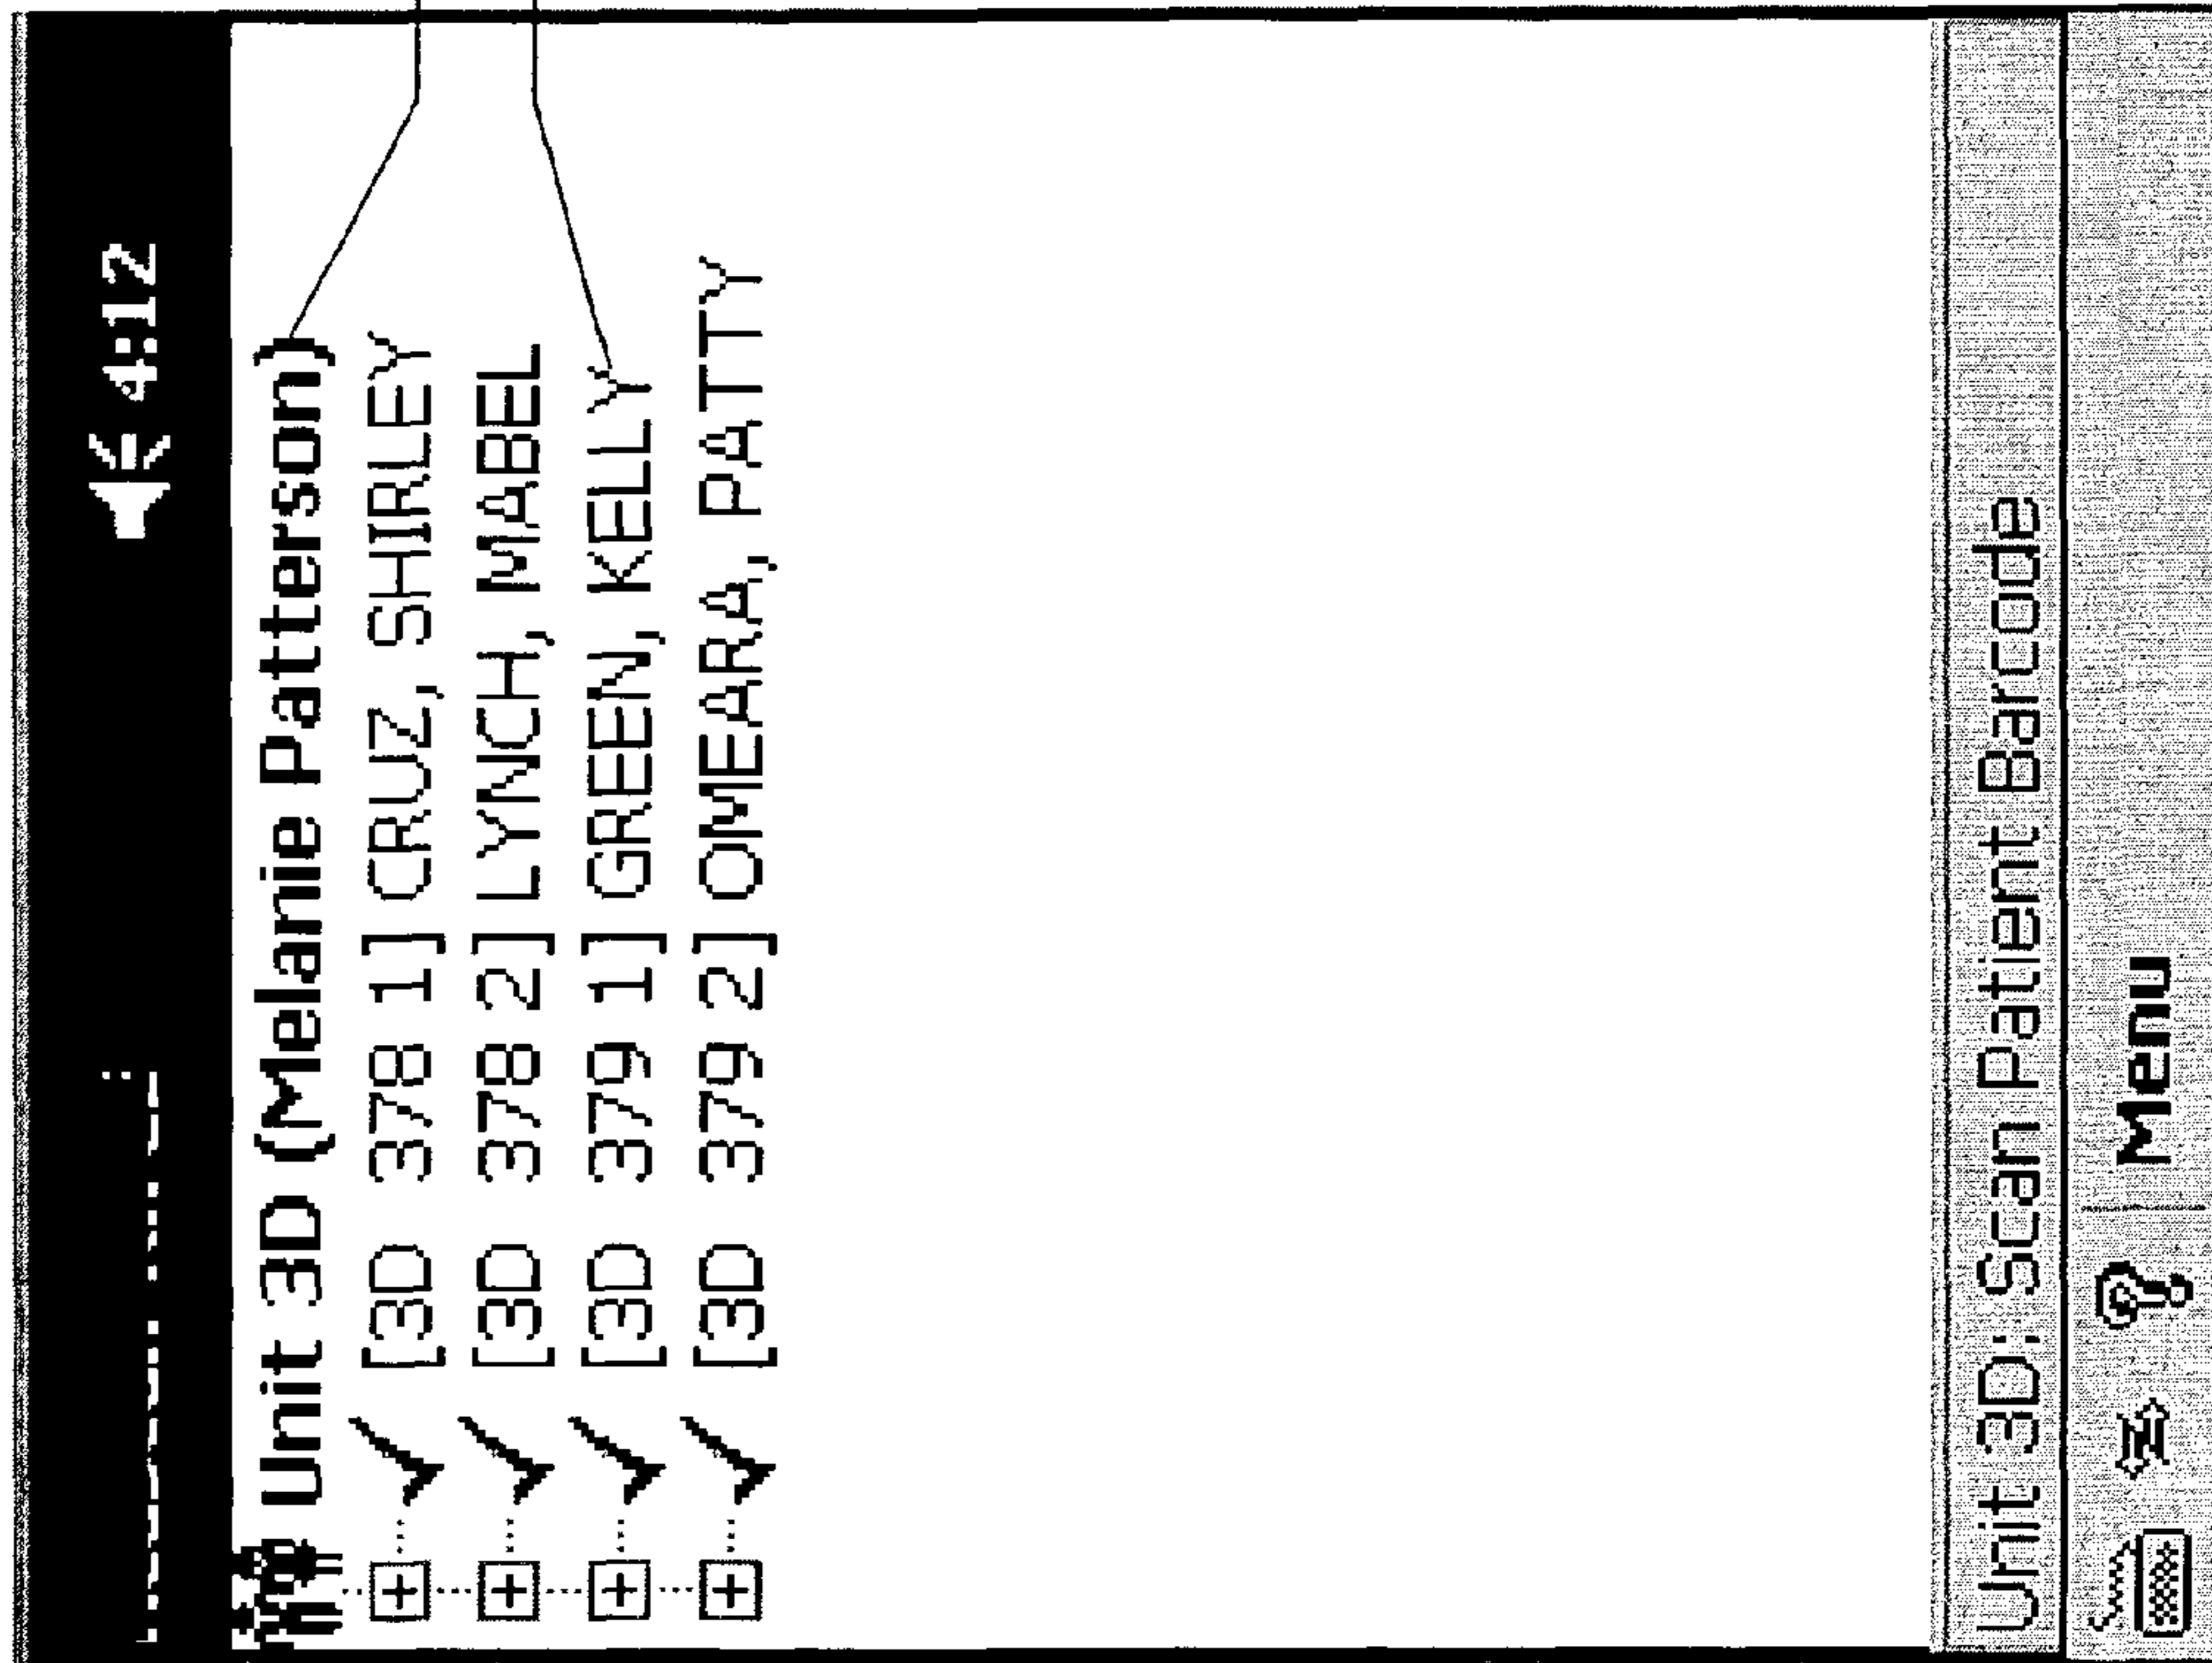 4:12
Unit 3D (Melanie Patterson)
[3D 378 1] CRUZ, SHIRLEY
[3D 378 2] LYNCH, MABEL
[3D 379 1] GREEN, KELLY
[3D 379 2] OMEARA, PATTY
Unit 3D: Scan Patient Barcode
Menu